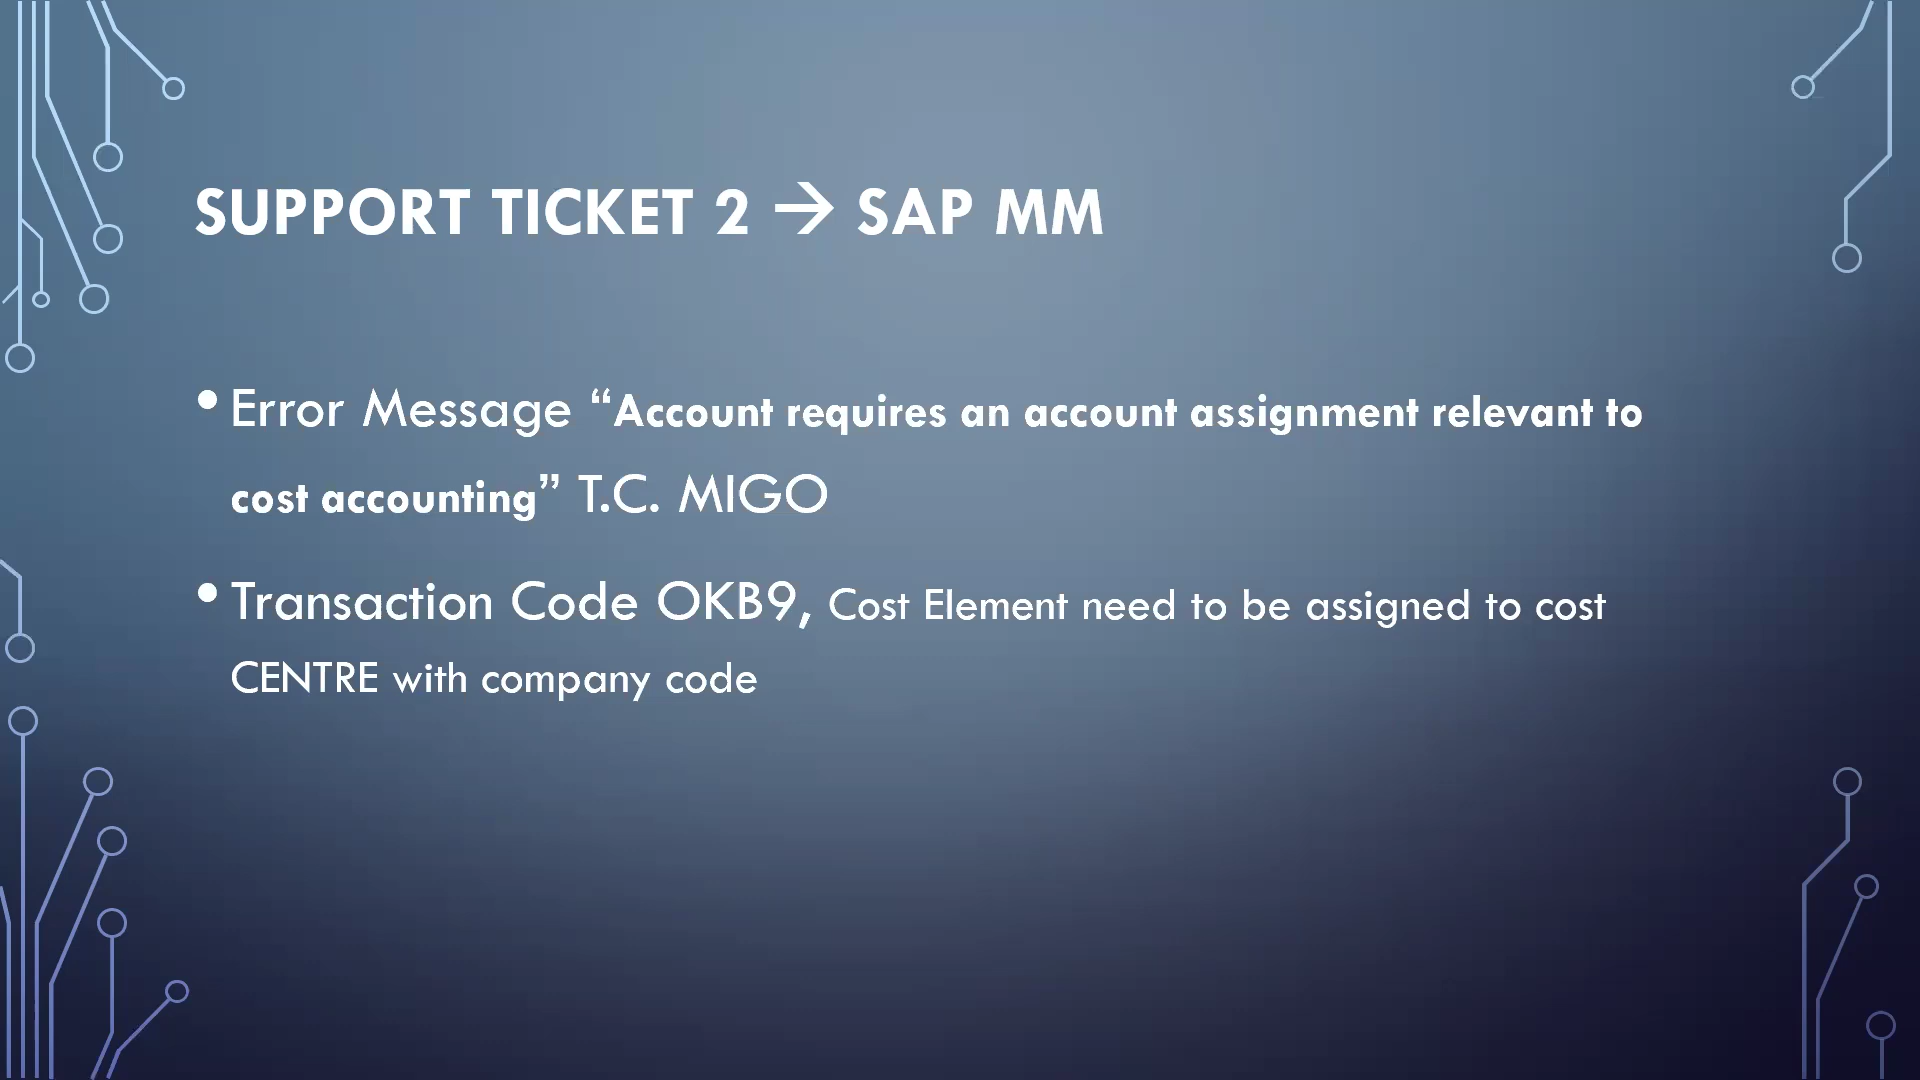 SUPPORT TICKET 2 → SAP MM
• Error Message “Account requires an account assignment relevant to
cost accounting” T.C. MIGO
• Transaction Code OKB9, Cost Element need to be assigned to cost
CENTRE with company code